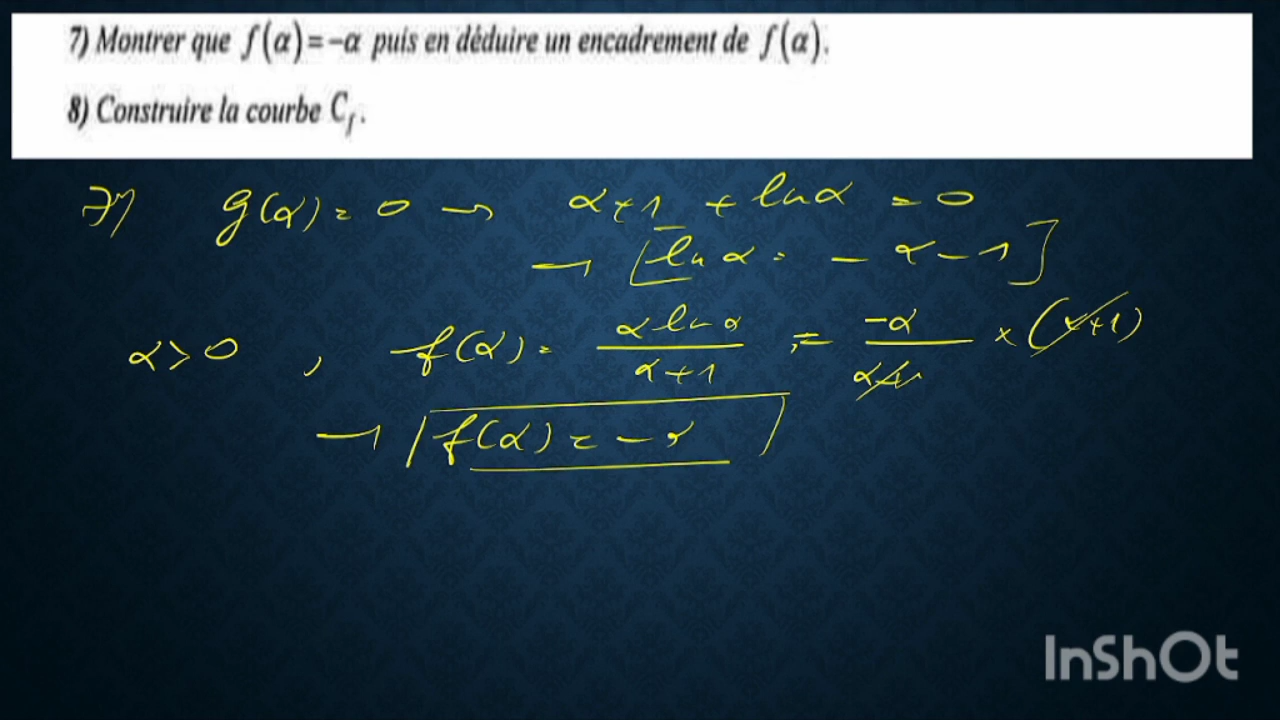 7) Montrer que f(α)=-α puis en déduire un encadrement de f(α).
8) Construire la courbe C_f.
7) g(α) = 0 → α+1 + ln α = 0
→ [ln α = -α-1]
α>0 , f(α) = (α ln α)/(α+1) = -α/(α+1) × (α+1)
→ f(α) = -α
InShOt